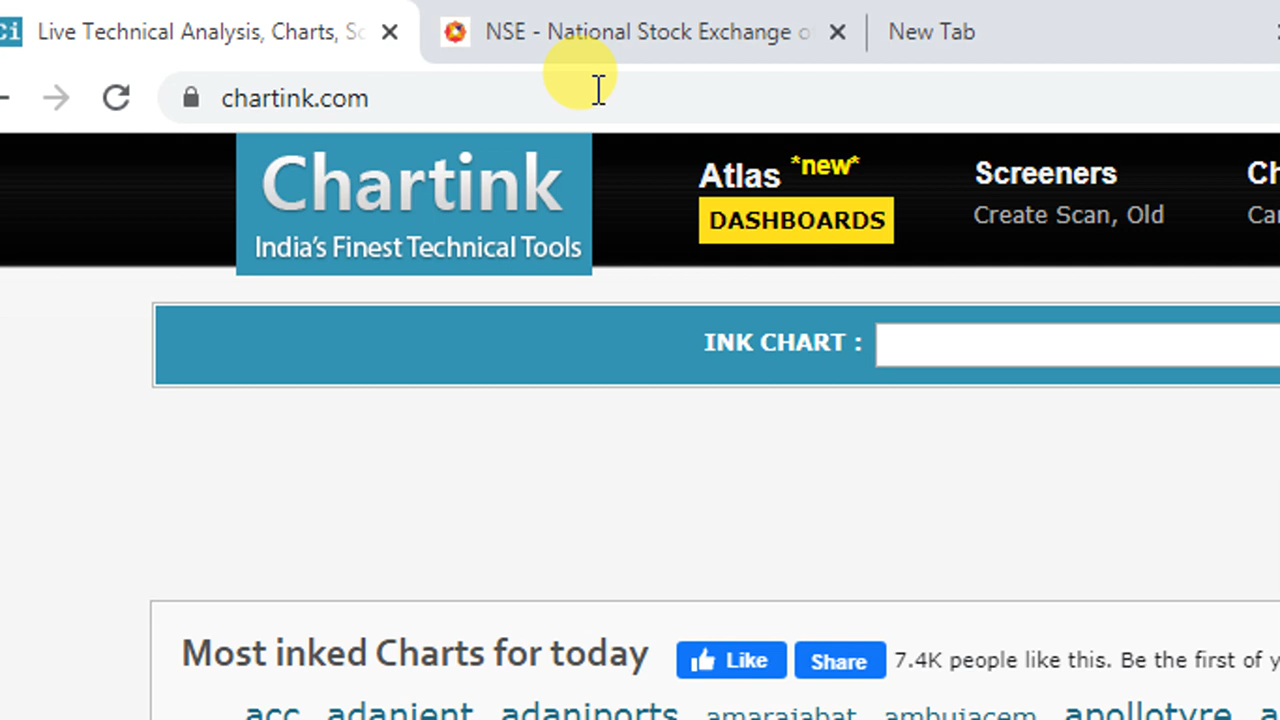 Ci Live Technical Analysis, Charts, Sc NSE - National Stock Exchange o New Tab
chartink.com
Chartink
India's Finest Technical Tools
Atlas *new*
DASHBOARDS
Screeners
Create Scan, Old
INK CHART :
Most inked Charts for today Like Share 7.4K people like this. Be the first of y
acc adanient adaniports amarajabat ambujacem apollotyre